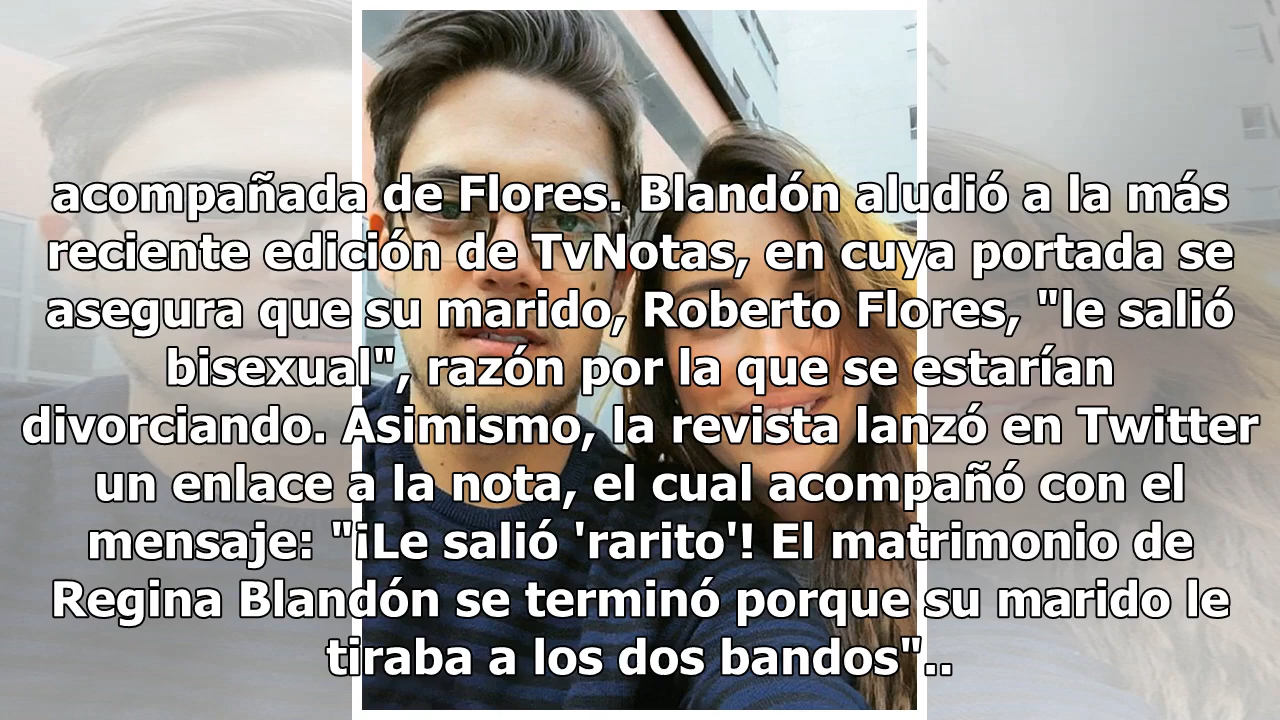 acompañada de Flores. Blandón aludió a la más
reciente edición de TvNotas, en cuya portada se
asegura que su marido, Roberto Flores, "le salió
bisexual", razón por la que se estarían
divorciando. Asimismo, la revista lanzó en Twitter
un enlace a la nota, el cual acompañó con el
mensaje: "¡Le salió 'rarito'! El matrimonio de
Regina Blandón se terminó porque su marido le
tiraba a los dos bandos"..